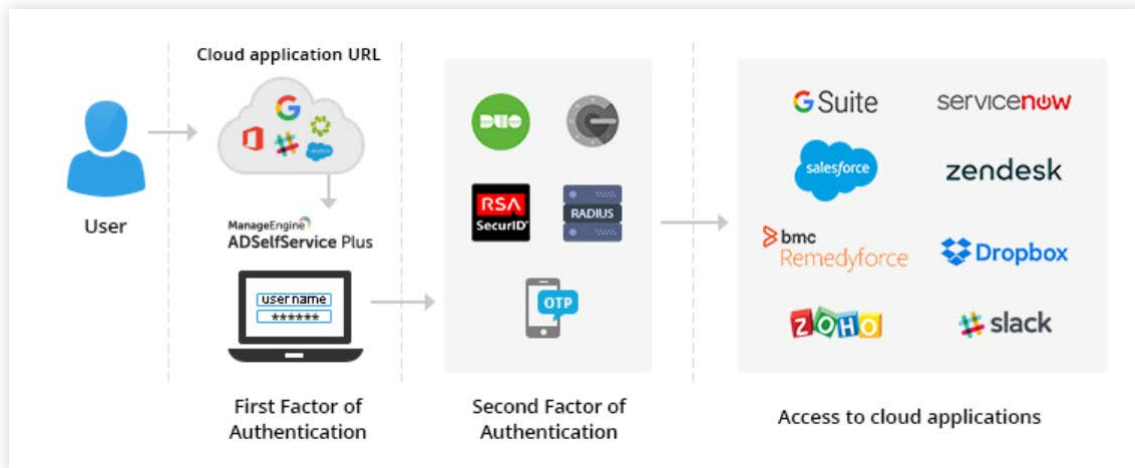 Cloud application URL
User
ManageEngine
ADSelfService Plus
user name
******
First Factor of
Authentication
DUO
RSA
SecurID®
RADIUS
OTP
Second Factor of
Authentication
G Suite
servicenow
salesforce
zendesk
bmc
Remedyforce
Dropbox
ZOHO
slack
Access to cloud applications